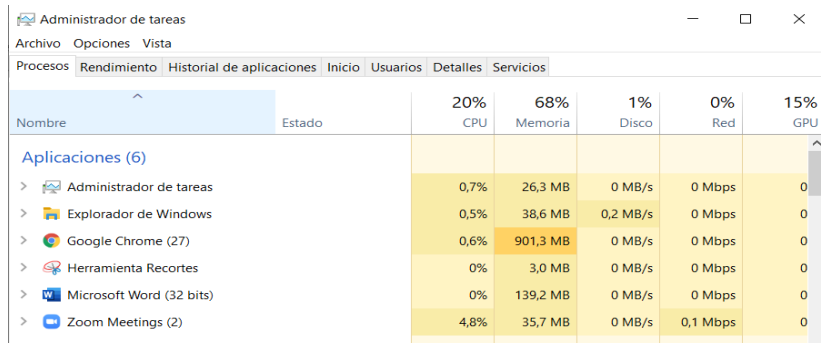 Administrador de tareas
Archivo Opciones Vista
Procesos Rendimiento Historial de aplicaciones Inicio Usuarios Detalles Servicios
20% 68% 1% 0% 15%
Nombre Estado CPU Memoria Disco Red GPU
Aplicaciones (6)
Administrador de tareas 0,7% 26,3 MB 0 MB/s 0 Mbps 0
Explorador de Windows 0,5% 38,6 MB 0,2 MB/s 0 Mbps 0
Google Chrome (27) 0,6% 901,3 MB 0 MB/s 0 Mbps 0
Herramienta Recortes 0% 3,0 MB 0 MB/s 0 Mbps 0
Microsoft Word (32 bits) 0% 139,2 MB 0 MB/s 0 Mbps 0
Zoom Meetings (2) 4,8% 35,7 MB 0 MB/s 0,1 Mbps 0